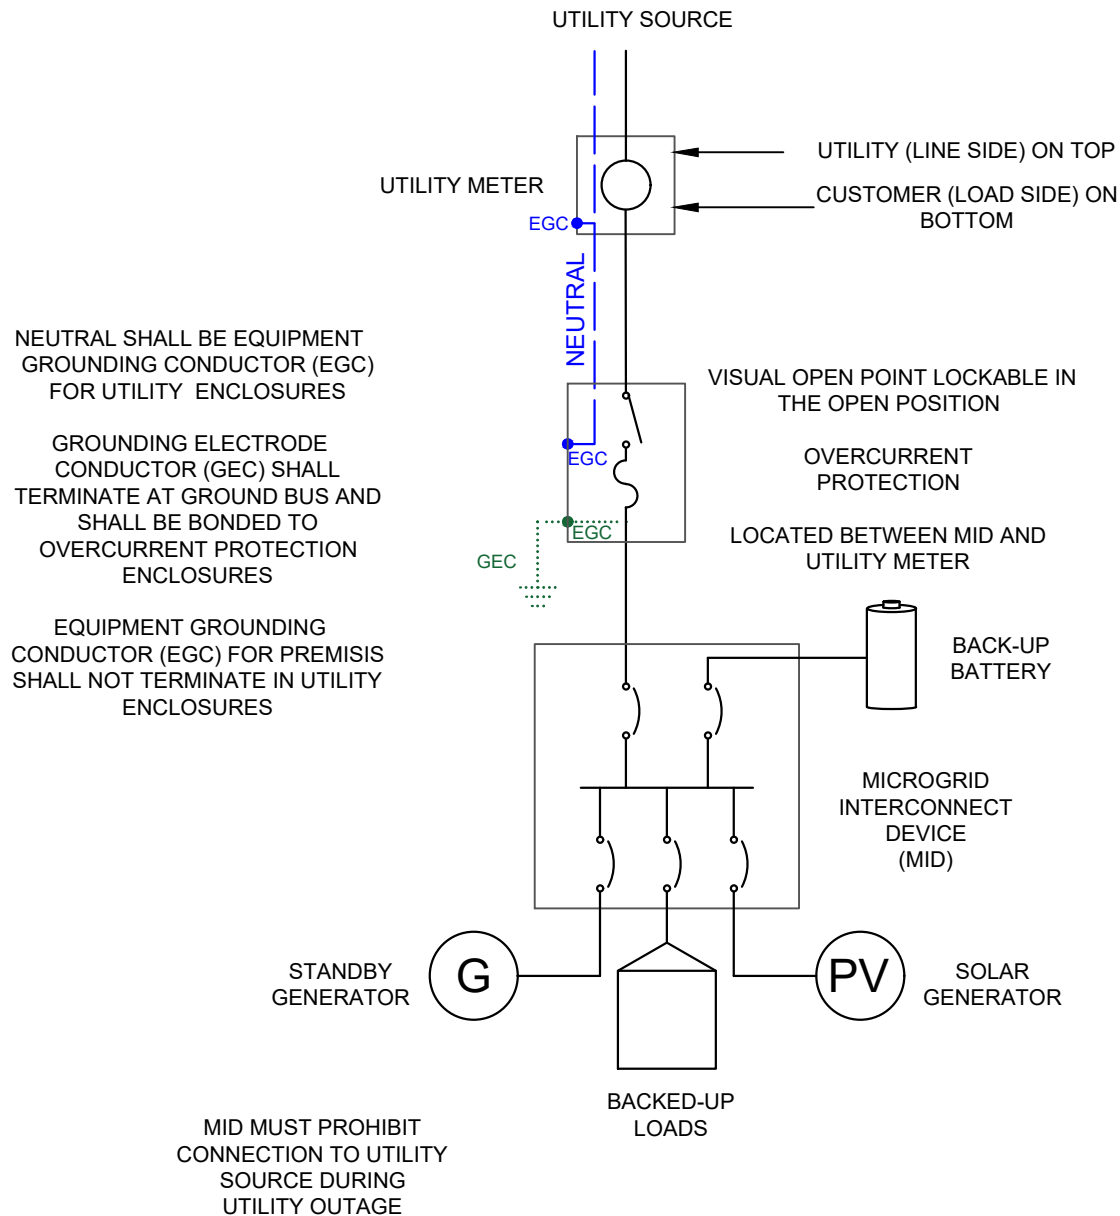 UTILITY SOURCE
UTILITY (LINE SIDE) ON TOP
UTILITY METER
CUSTOMER (LOAD SIDE) ON
BOTTOM
EGC
NEUTRAL
NEUTRAL SHALL BE EQUIPMENT
GROUNDING CONDUCTOR (EGC)
FOR UTILITY ENCLOSURES
VISUAL OPEN POINT LOCKABLE IN
THE OPEN POSITION
GROUNDING ELECTRODE
CONDUCTOR (GEC) SHALL
TERMINATE AT GROUND BUS AND
SHALL BE BONDED TO
OVERCURRENT PROTECTION
ENCLOSURES
EGC
OVERCURRENT
PROTECTION
EGC
GEC
LOCATED BETWEEN MID AND
UTILITY METER
EQUIPMENT GROUNDING
CONDUCTOR (EGC) FOR PREMISIS
SHALL NOT TERMINATE IN UTILITY
ENCLOSURES
BACK-UP
BATTERY
MICROGRID
INTERCONNECT
DEVICE
(MID)
STANDBY
GENERATOR
G
PV
SOLAR
GENERATOR
BACKED-UP
LOADS
MID MUST PROHIBIT
CONNECTION TO UTILITY
SOURCE DURING
UTILITY OUTAGE